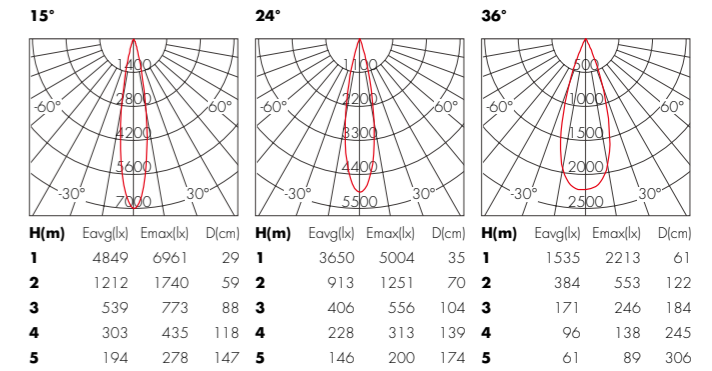 15° 24° 36°
1400 1100 500
2800 2200 1000
-60° 60° -60° 60° -60° 60°
4200 3300 1500
5600 4400 2000
-30° 30° -30° 30° -30° 30°
7000 5500 2500
H(m) Eavg(lx) Emax(lx) D(cm) H(m) Eavg(lx) Emax(lx) D(cm) H(m) Eavg(lx) Emax(lx) D(cm)
1 4849 6961 29 1 3650 5004 35 1 1535 2213 61
2 1212 1740 59 2 913 1251 70 2 384 553 122
3 539 773 88 3 406 556 104 3 171 246 184
4 303 435 118 4 228 313 139 4 96 138 245
5 194 278 147 5 146 200 174 5 61 89 306